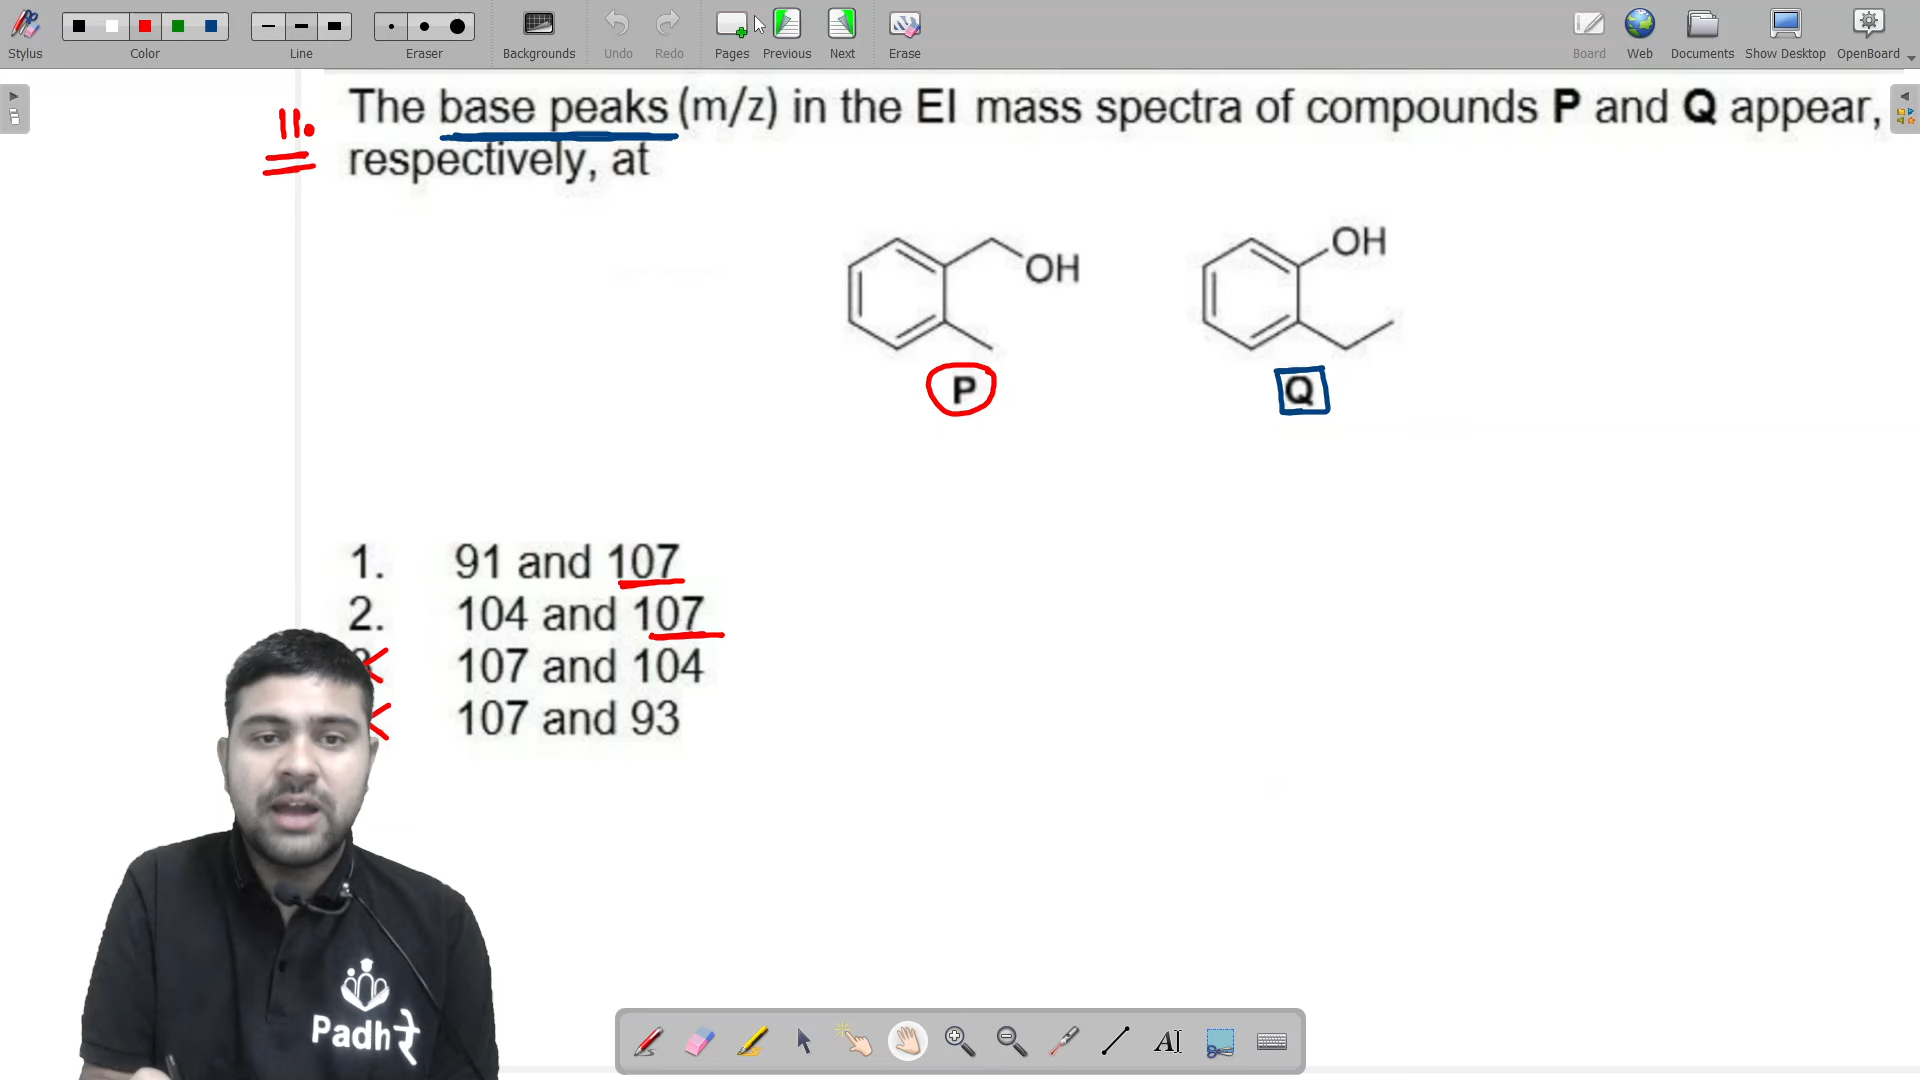 Stylus
Color
Line
Eraser
Backgrounds
Undo
Redo
Pages
Previous
Next
Erase
Board
Web
Documents
Show Desktop
OpenBoard
11. The base peaks (m/z) in the EI mass spectra of compounds P and Q appear,
respectively, at
OH
OH
P
Q
1. 91 and 107
2. 104 and 107
107 and 104
107 and 93
Padhरे